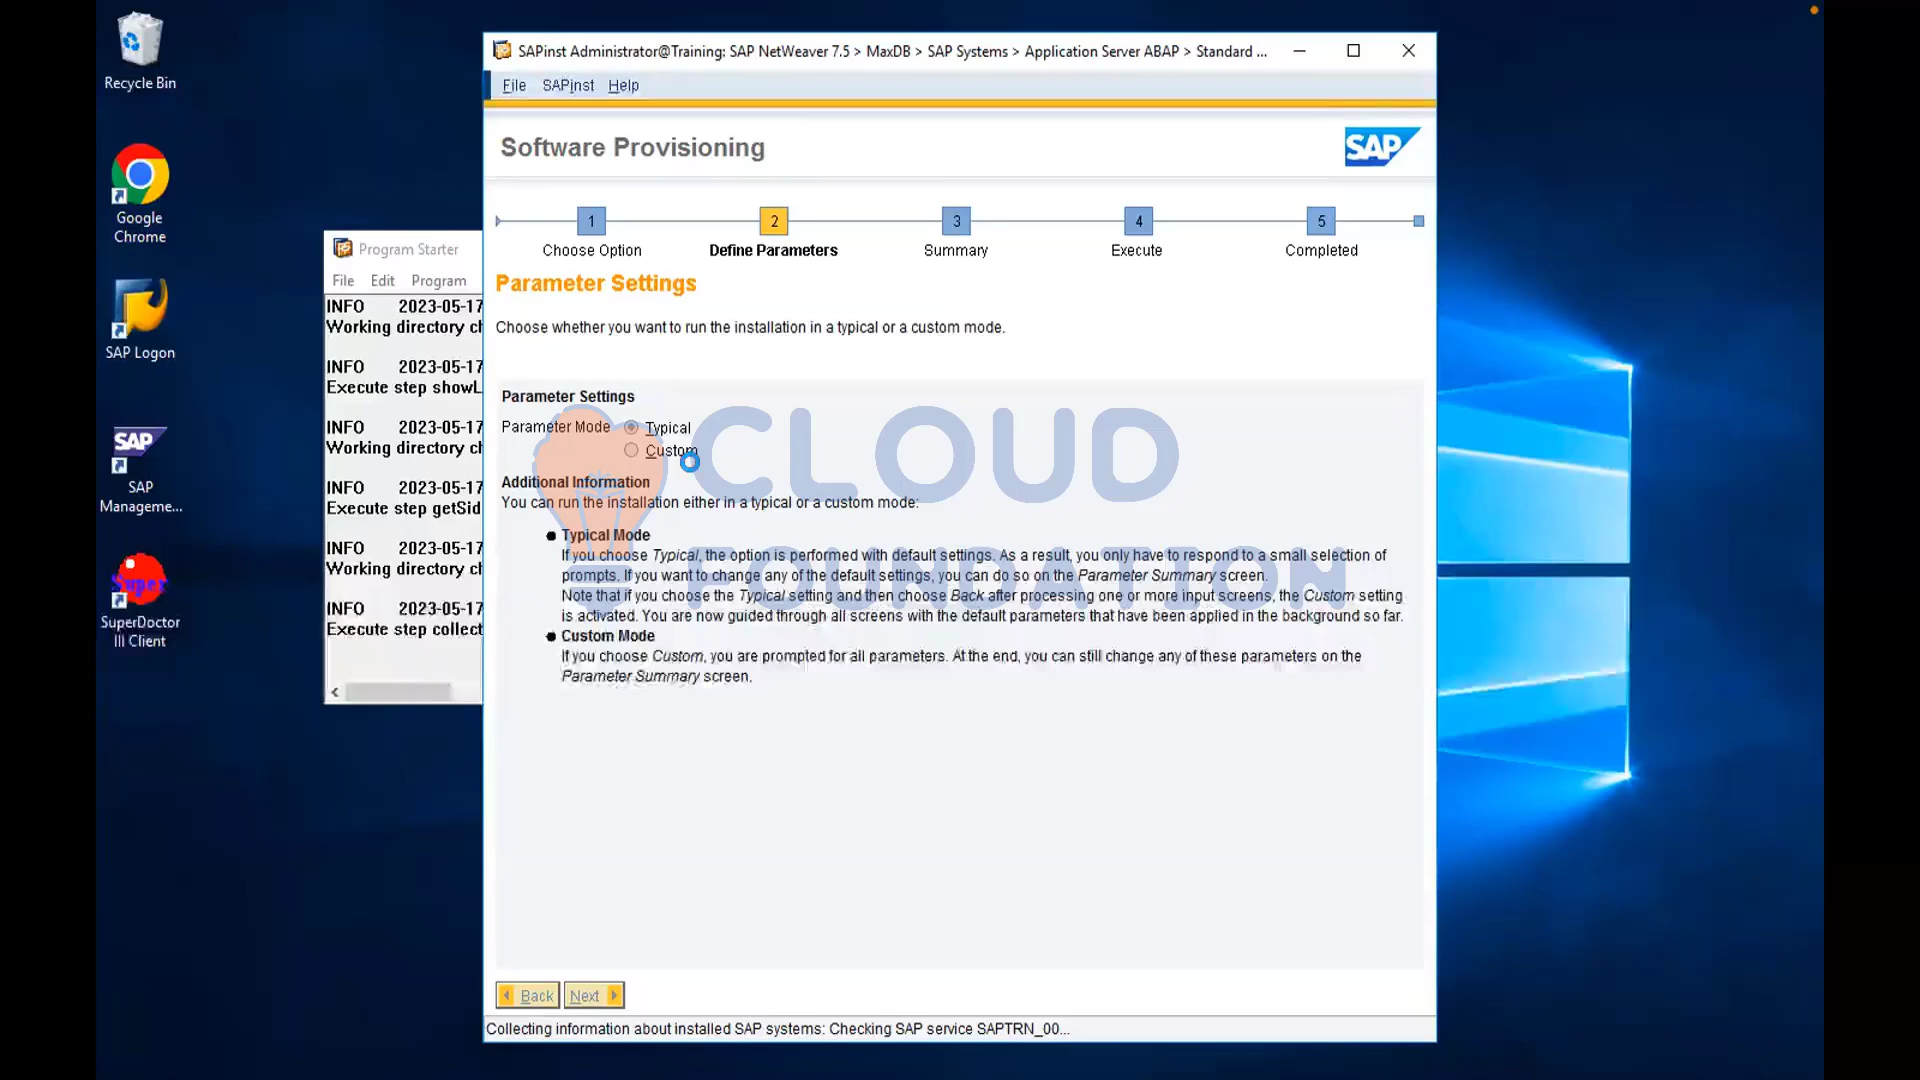 Recycle Bin
Google
Chrome
SAP Logon
SAP
SAP
Manageme...
Super
SuperDoctor
III Client
Program Starter
File Edit Program
INFO 2023-05-17
Working directory ch
INFO 2023-05-17
Execute step showL
INFO 2023-05-17
Working directory ch
INFO 2023-05-17
Execute step getSid
INFO 2023-05-17
Working directory ch
INFO 2023-05-17
Execute step collect
SAPinst Administrator@Training: SAP NetWeaver 7.5 > MaxDB > SAP Systems > Application Server ABAP > Standard ...
File SAPinst Help
Software Provisioning
SAP
1 2 3 4 5
Choose Option Define Parameters Summary Execute Completed
Parameter Settings
Choose whether you want to run the installation in a typical or a custom mode.
Parameter Settings
Parameter Mode Typical
Custom
Additional Information
You can run the installation either in a typical or a custom mode:
Typical Mode
If you choose Typical, the option is performed with default settings. As a result, you only have to respond to a small selection of
prompts. If you want to change any of the default settings, you can do so on the Parameter Summary screen.
Note that if you choose the Typical setting and then choose Back after processing one or more input screens, the Custom setting
is activated. You are now guided through all screens with the default parameters that have been applied in the background so far.
Custom Mode
If you choose Custom, you are prompted for all parameters. At the end, you can still change any of these parameters on the
Parameter Summary screen.
CLOUD
FOUNDATION
Back Next
Collecting information about installed SAP systems: Checking SAP service SAPTRN_00...